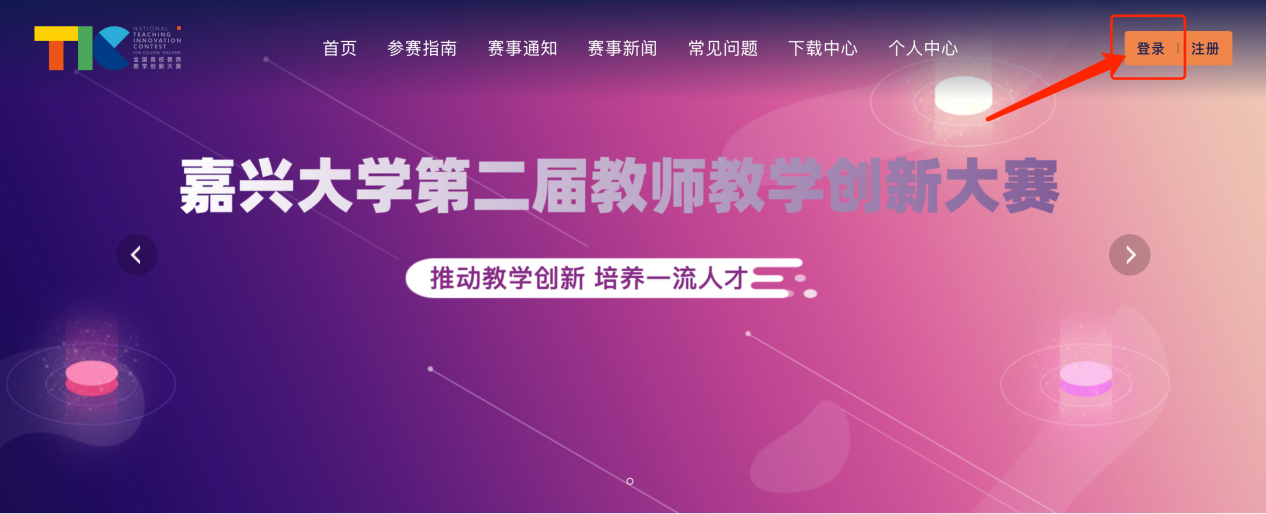 NATIONAL
TEACHING
INNOVATION
CONTEST
FOR COLLEGE TEACHERS
全国高校教师
教学创新大赛
首页 参赛指南 赛事通知 赛事新闻 常见问题 下载中心 个人中心
登录 | 注册
嘉兴大学第二届教师教学创新大赛
推动教学创新 培养一流人才